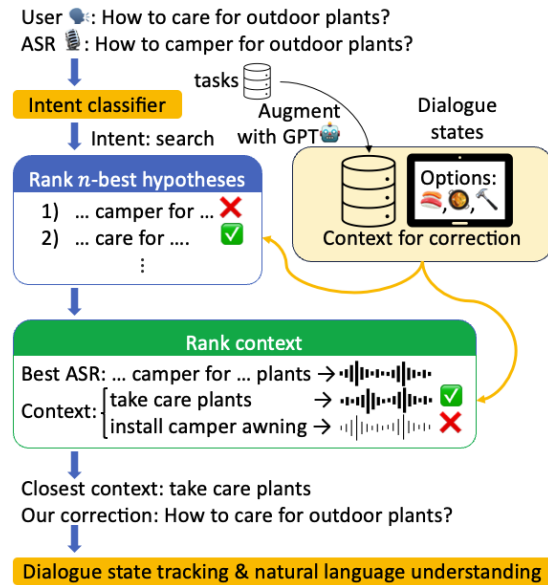 User 🗣️: How to care for outdoor plants?
ASR 🎙️: How to camper for outdoor plants?
tasks
Intent classifier
Augment
with GPT🤖
Dialogue
states
Intent: search
Rank n-best hypotheses
1) ... camper for ... ❌
2) ... care for .... ✅
⋮
Options:
🍣,🥘,🔨
Context for correction
Rank context
Best ASR: ... camper for ... plants →
Context: take care plants → ✅
install camper awning → ❌
Closest context: take care plants
Our correction: How to care for outdoor plants?
Dialogue state tracking & natural language understanding